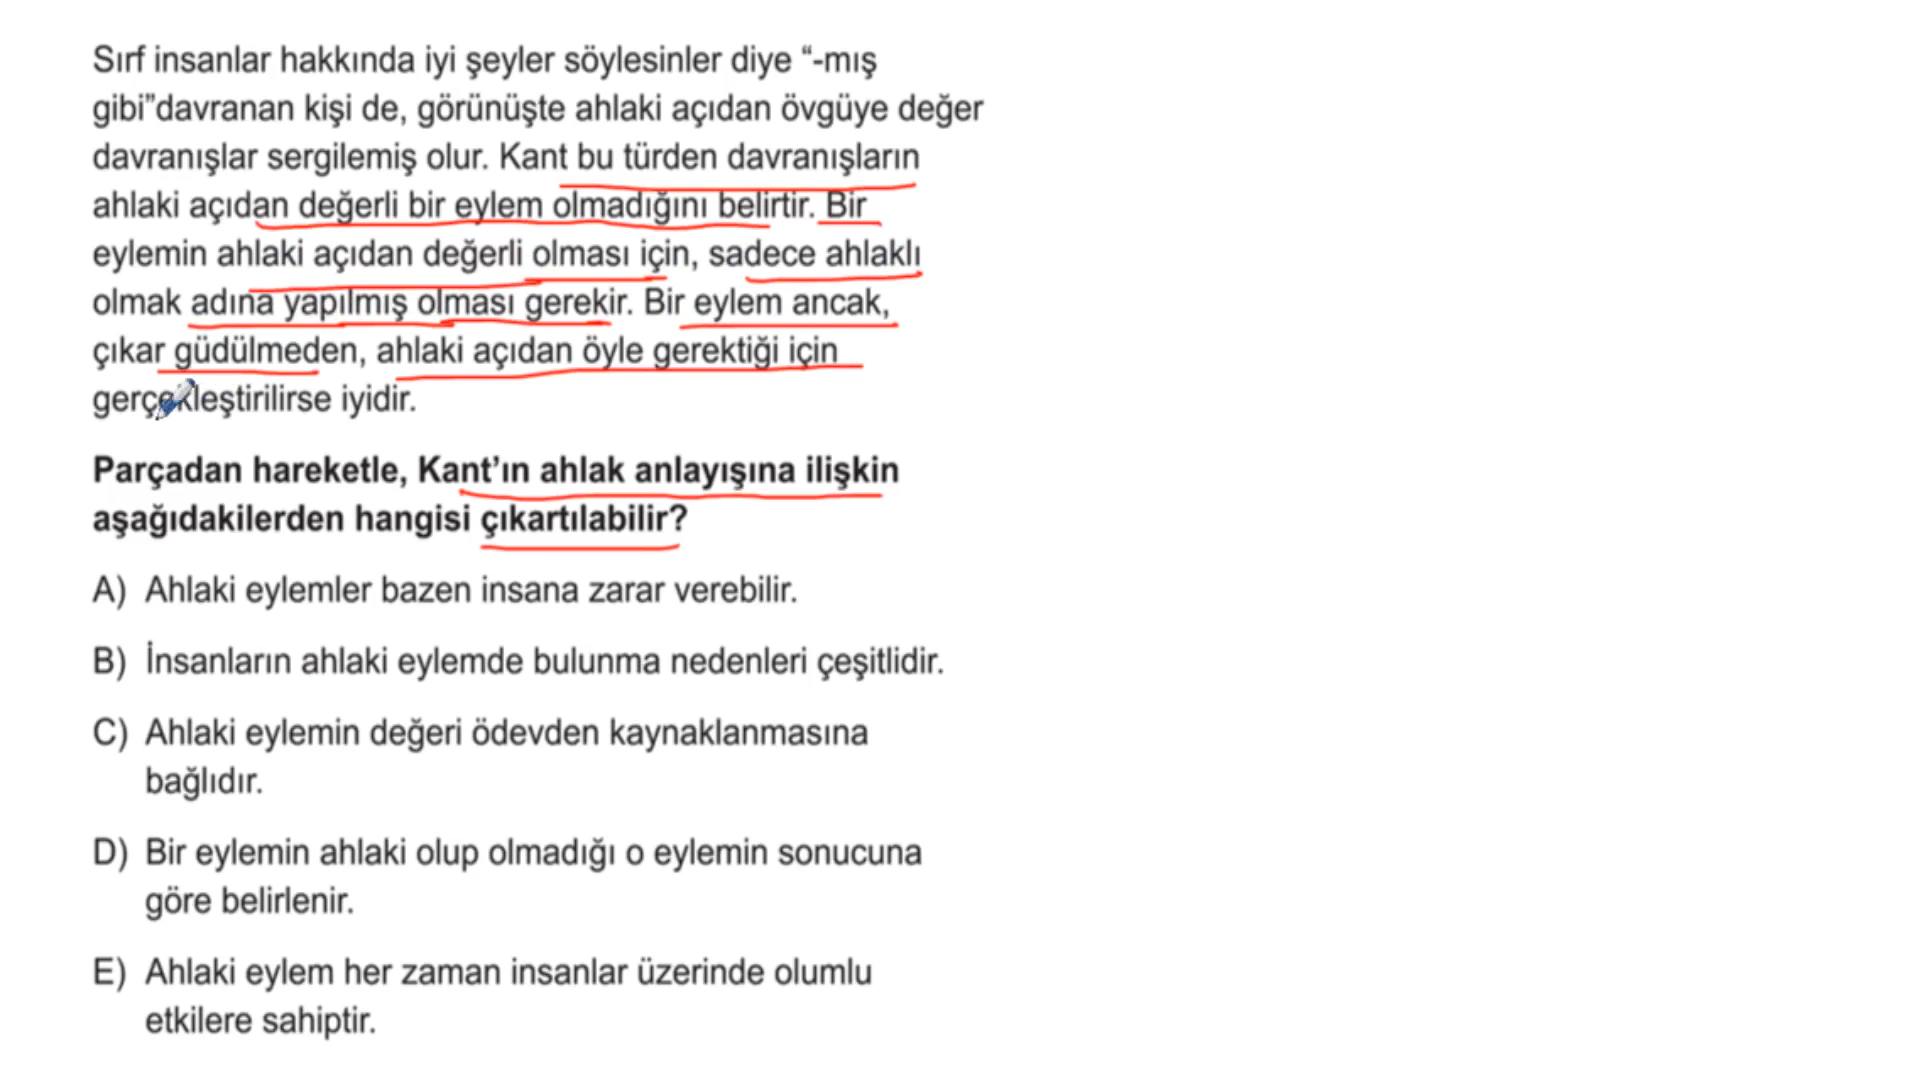 Sırf insanlar hakkında iyi şeyler söylesinler diye “-mış
gibi”davranan kişi de, görünüşte ahlaki açıdan övgüye değer
davranışlar sergilemiş olur. Kant bu türden davranışların
ahlaki açıdan değerli bir eylem olmadığını belirtir. Bir
eylemin ahlaki açıdan değerli olması için, sadece ahlaklı
olmak adına yapılmış olması gerekir. Bir eylem ancak,
çıkar güdülmeden, ahlaki açıdan öyle gerektiği için
gerçekleştirilirse iyidir.
Parçadan hareketle, Kant’ın ahlak anlayışına ilişkin
aşağıdakilerden hangisi çıkartılabilir?
A) Ahlaki eylemler bazen insana zarar verebilir.
B) İnsanların ahlaki eylemde bulunma nedenleri çeşitlidir.
C) Ahlaki eylemin değeri ödevden kaynaklanmasına
bağlıdır.
D) Bir eylemin ahlaki olup olmadığı o eylemin sonucuna
göre belirlenir.
E) Ahlaki eylem her zaman insanlar üzerinde olumlu
etkilere sahiptir.